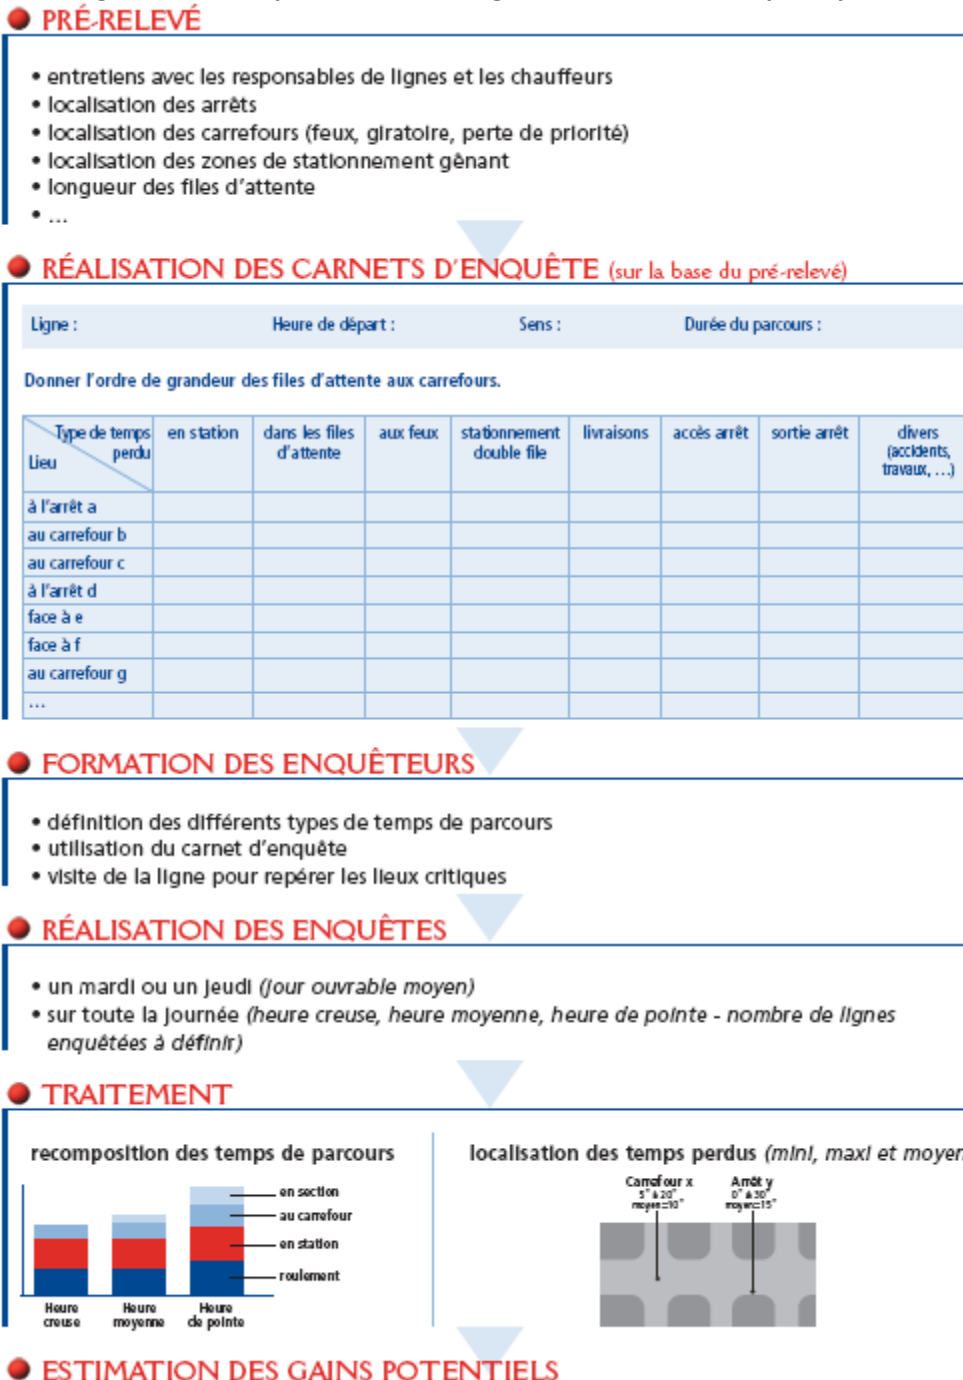 PRÉ-RELEVÉ
• entretiens avec les responsables de lignes et les chauffeurs
• localisation des arrêts
• localisation des carrefours (feux, giratoire, perte de priorité)
• localisation des zones de stationnement gênant
• longueur des files d'attente
• ...
RÉALISATION DES CARNETS D'ENQUÊTE (sur la base du pré-relevé)
Ligne : Heure de départ : Sens : Durée du parcours :
Donner l'ordre de grandeur des files d'attente aux carrefours.
Type de temps perdu
Lieu
en station
dans les files d'attente
aux feux
stationnement double file
livraisons
accès arrêt
sortie arrêt
divers (accidents, travaux, ...)
à l'arrêt a
au carrefour b
au carrefour c
à l'arrêt d
face à e
face à f
au carrefour g
...
FORMATION DES ENQUÊTEURS
• définition des différents types de temps de parcours
• utilisation du carnet d'enquête
• visite de la ligne pour repérer les lieux critiques
RÉALISATION DES ENQUÊTES
• un mardi ou un jeudi (jour ouvrable moyen)
• sur toute la journée (heure creuse, heure moyenne, heure de pointe - nombre de lignes
enquêtées à définir)
TRAITEMENT
recomposition des temps de parcours
en section
au carrefour
en station
roulement
Heure creuse
Heure moyenne
Heure de pointe
localisation des temps perdus (mini, maxi et moyen
Carrefour x
5" à 20"
moyen=10"
Arrêt y
0" à 30"
moyen=15"
ESTIMATION DES GAINS POTENTIELS